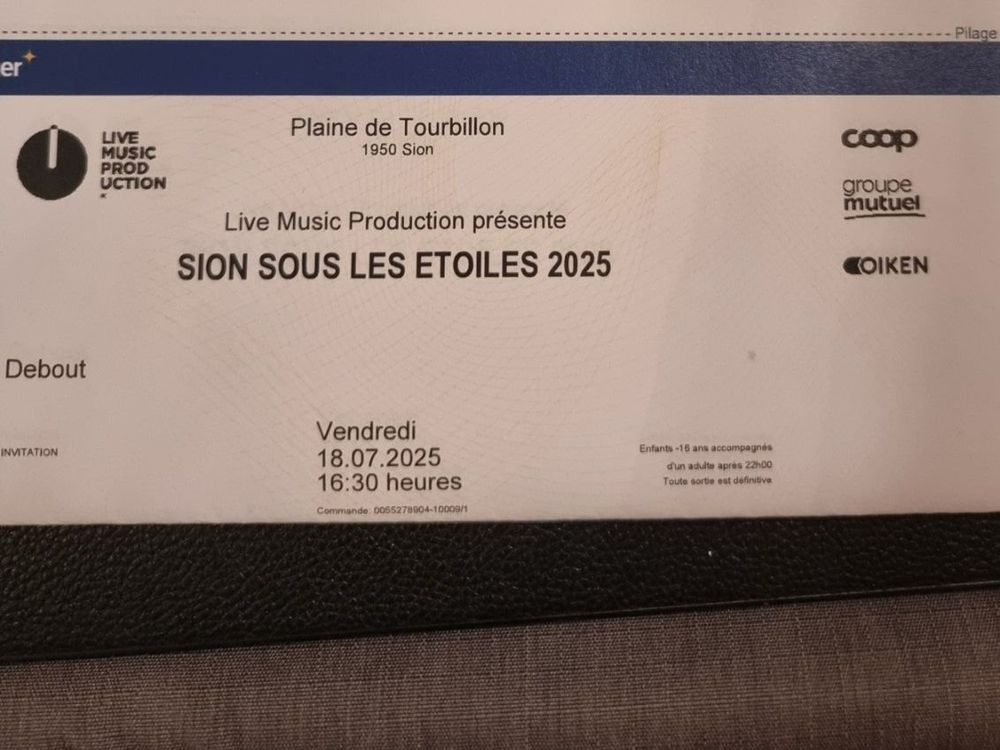 Pliage
er
LIVE
MUSIC
PROD
UCTION
Plaine de Tourbillon
1950 Sion
coop
groupe
mutuel
OIKEN
Live Music Production présente
SION SOUS LES ETOILES 2025
Debout
INVITATION
Vendredi
18.07.2025
16:30 heures
Commande: 0055278904-10009/1
Enfants -16 ans accompagnés
d'un adulte après 22h00
Toute sortie est définitive